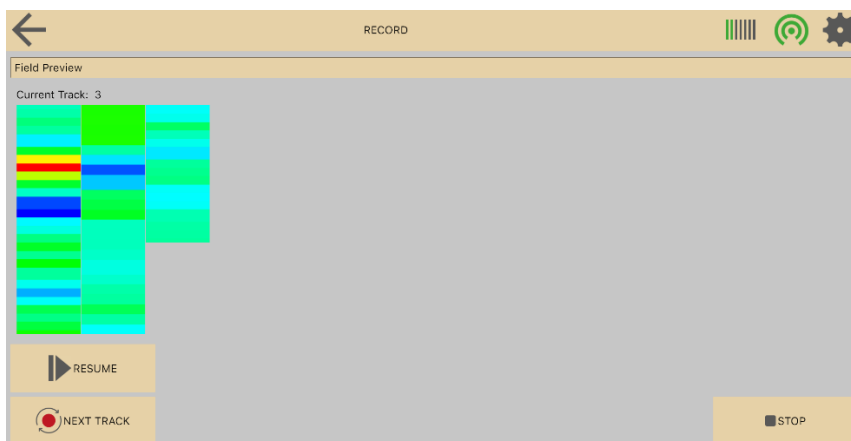 RECORD
Field Preview
Current Track: 3
RESUME
NEXT TRACK
STOP